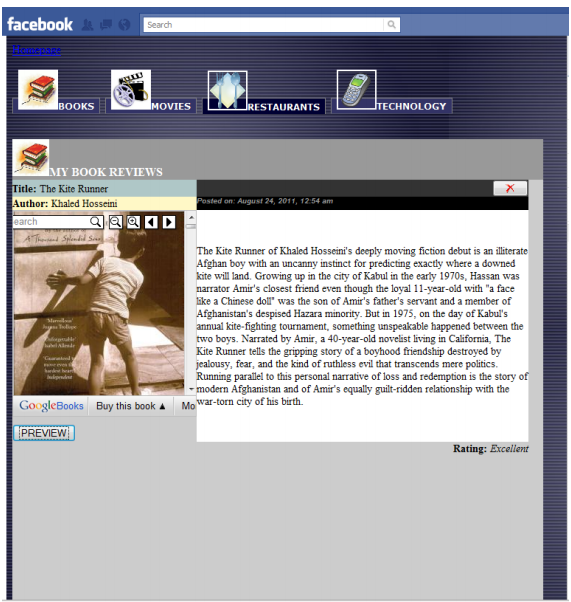 facebook
Search
Homepage
BOOKS
MOVIES
RESTAURANTS
TECHNOLOGY
MY BOOK REVIEWS
Title: The Kite Runner
Author: Khaled Hosseini
Posted on: August 24, 2011, 12:54 am
earch
A Thousand Splendid Suns
'Marvellous'
Joanna Trollope
'Unforgettable'
Isabel Allende
'Guaranteed to
move even the
hardest heart'
Independent
The Kite Runner of Khaled Hosseini's deeply moving fiction debut is an illiterate
Afghan boy with an uncanny instinct for predicting exactly where a downed
kite will land. Growing up in the city of Kabul in the early 1970s, Hassan was
narrator Amir's closest friend even though the loyal 11-year-old with "a face
like a Chinese doll" was the son of Amir's father's servant and a member of
Afghanistan's despised Hazara minority. But in 1975, on the day of Kabul's
annual kite-fighting tournament, something unspeakable happened between the
two boys. Narrated by Amir, a 40-year-old novelist living in California, The
Kite Runner tells the gripping story of a boyhood friendship destroyed by
jealousy, fear, and the kind of ruthless evil that transcends mere politics.
Running parallel to this personal narrative of loss and redemption is the story of
modern Afghanistan and of Amir's equally guilt-ridden relationship with the
war-torn city of his birth.
GoogleBooks Buy this book ▲ Mo
PREVIEW
Rating: Excellent